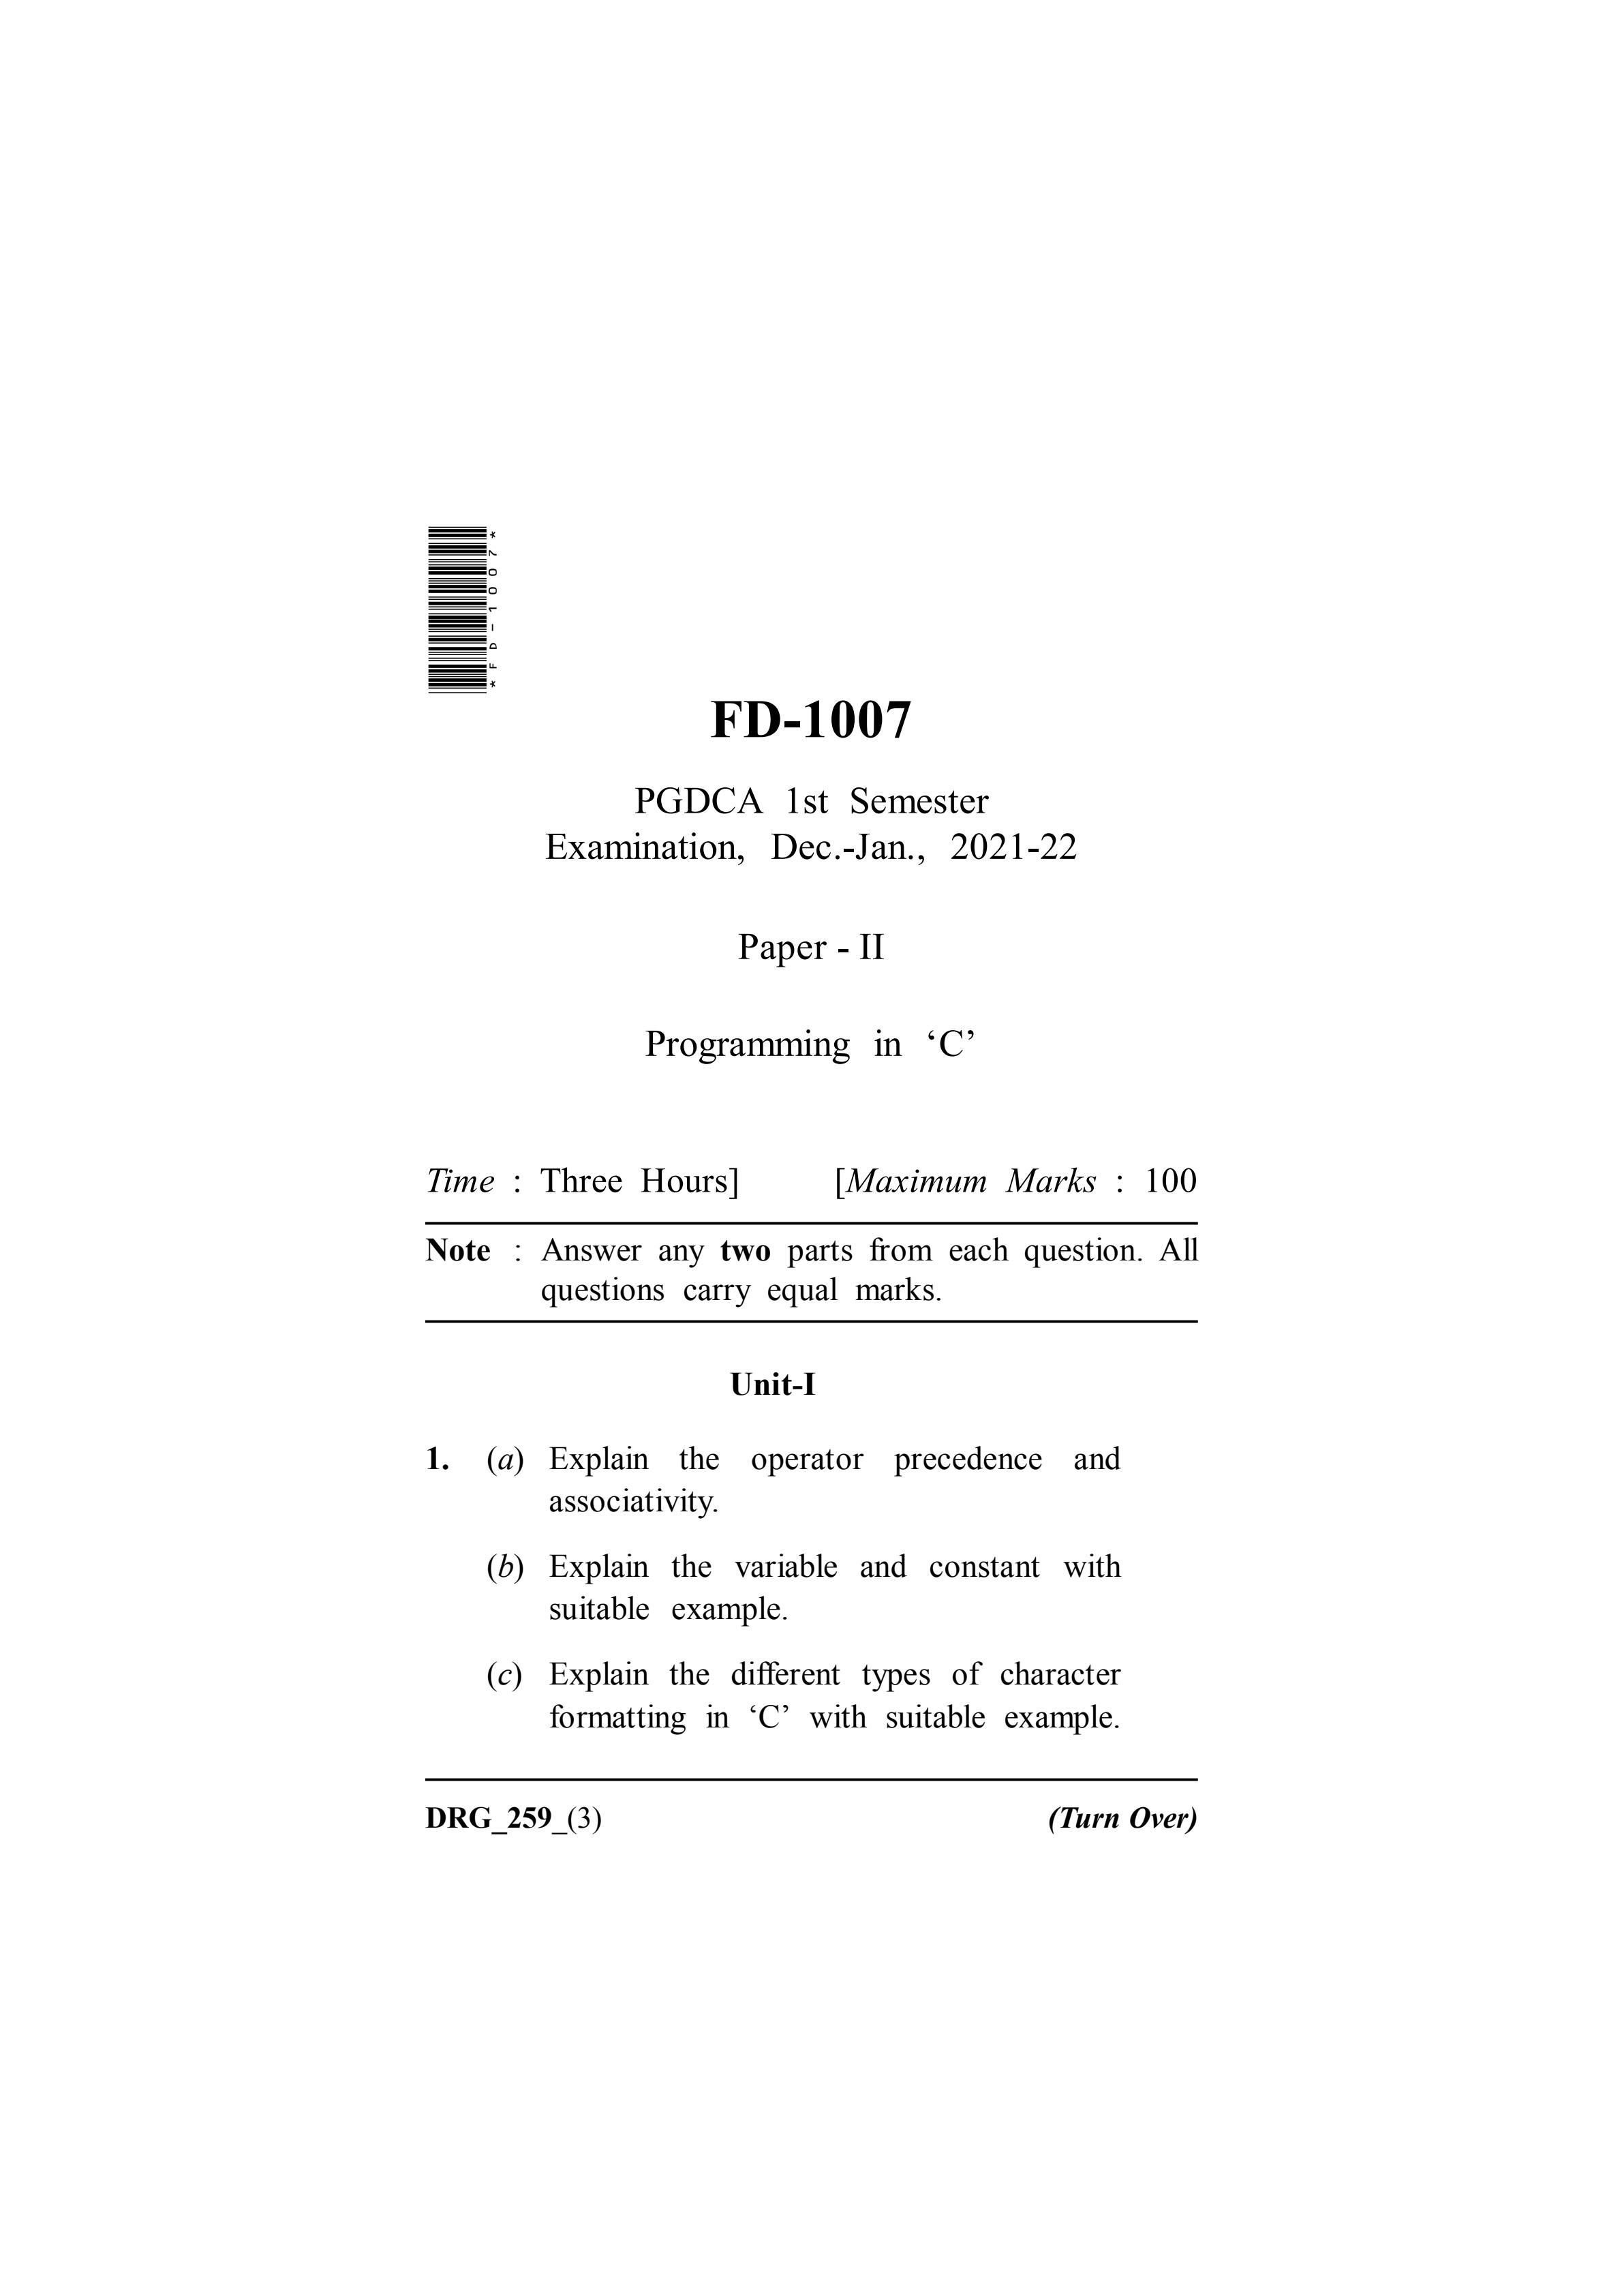 *FD-1007*
FD-1007
PGDCA 1st Semester
Examination, Dec.-Jan., 2021-22
Paper - II
Programming in ‘C’
Time : Three Hours] [Maximum Marks : 100
Note : Answer any two parts from each question. All
questions carry equal marks.
Unit-I
1. (a) Explain the operator precedence and
associativity.
(b) Explain the variable and constant with
suitable example.
(c) Explain the different types of character
formatting in ‘C’ with suitable example.
DRG_259_(3) (Turn Over)